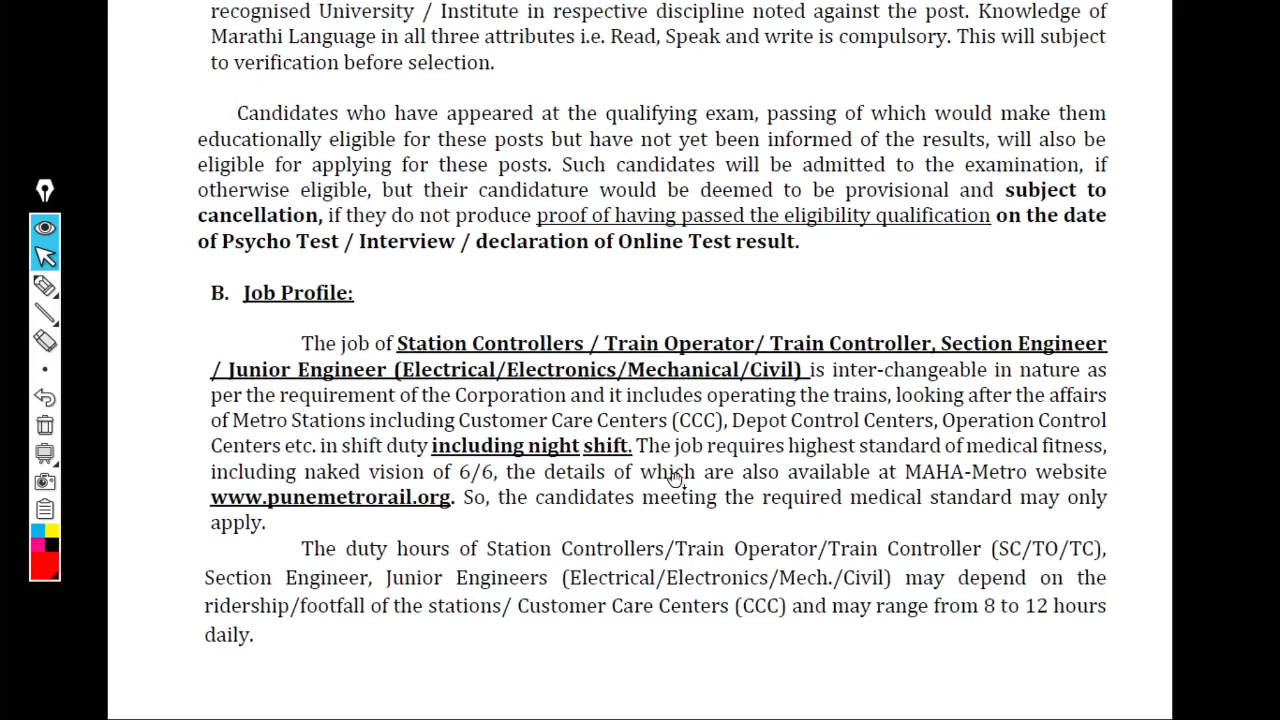 recognised University / Institute in respective discipline noted against the post. Knowledge of
Marathi Language in all three attributes i.e. Read, Speak and write is compulsory. This will subject
to verification before selection.
Candidates who have appeared at the qualifying exam, passing of which would make them
educationally eligible for these posts but have not yet been informed of the results, will also be
eligible for applying for these posts. Such candidates will be admitted to the examination, if
otherwise eligible, but their candidature would be deemed to be provisional and subject to
cancellation, if they do not produce proof of having passed the eligibility qualification on the date
of Psycho Test / Interview / declaration of Online Test result.
B. Job Profile:
The job of Station Controllers / Train Operator/ Train Controller, Section Engineer
/ Junior Engineer (Electrical/Electronics/Mechanical/Civil) is inter-changeable in nature as
per the requirement of the Corporation and it includes operating the trains, looking after the affairs
of Metro Stations including Customer Care Centers (CCC), Depot Control Centers, Operation Control
Centers etc. in shift duty including night shift. The job requires highest standard of medical fitness,
including naked vision of 6/6, the details of which are also available at MAHA-Metro website
www.punemetrorail.org. So, the candidates meeting the required medical standard may only
apply.
The duty hours of Station Controllers/Train Operator/Train Controller (SC/TO/TC),
Section Engineer, Junior Engineers (Electrical/Electronics/Mech./Civil) may depend on the
ridership/footfall of the stations/ Customer Care Centers (CCC) and may range from 8 to 12 hours
daily.